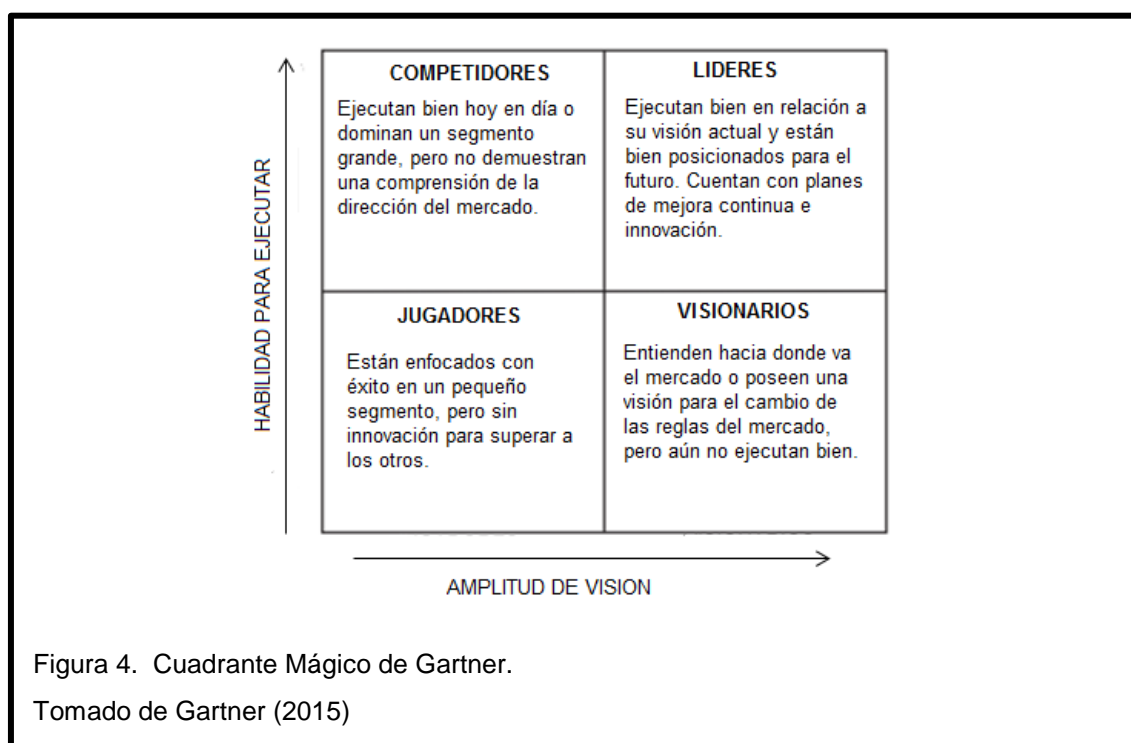 COMPETIDORES
Ejecutan bien hoy en día o
dominan un segmento
grande, pero no demuestran
una comprensión de la
dirección del mercado.
LIDERES
Ejecutan bien en relación a
su visión actual y están
bien posicionados para el
futuro. Cuentan con planes
de mejora continua e
innovación.
HABILIDAD PARA EJECUTAR
JUGADORES
Están enfocados con
éxito en un pequeño
segmento, pero sin
innovación para superar a
los otros.
VISIONARIOS
Entienden hacia donde va
el mercado o poseen una
visión para el cambio de
las reglas del mercado,
pero aún no ejecutan bien.
AMPLITUD DE VISION
Figura 4. Cuadrante Mágico de Gartner.
Tomado de Gartner (2015)